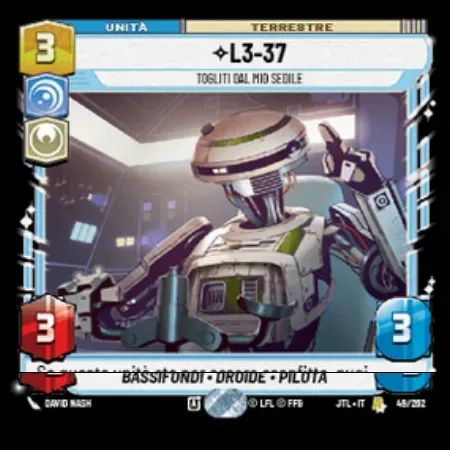 3
UNITÀ
TERRESTRE
✧L3-37
TOGLITI DAL MIO SEDILE
3
3
BASSIFONDI • DROIDE • PILOTA
DAVID NASH
A
© LFL © FFG
JTL • IT
49/262